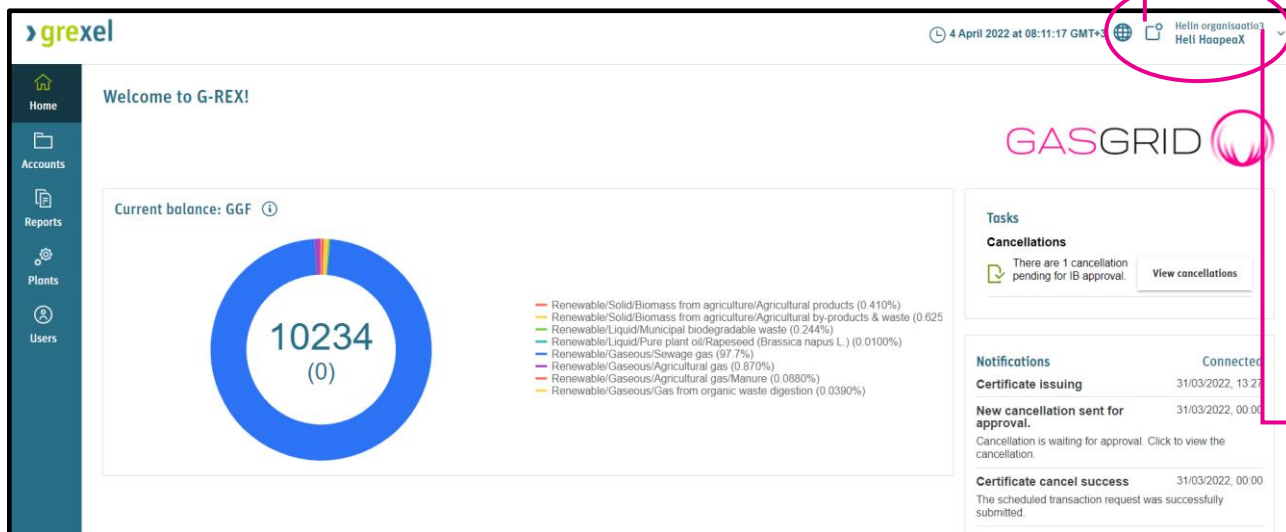 grexel
4 April 2022 at 08:11:17 GMT+3
Helin organisaatio3
Heli HaapeaX
Home
Accounts
Reports
Plants
Users
Welcome to G-REX!
GASGRID
Current balance: GGF
10234
(0)
Renewable/Solid/Biomass from agriculture/Agricultural products (0.410%)
Renewable/Solid/Biomass from agriculture/Agricultural by-products & waste (0.625
Renewable/Liquid/Municipal biodegradable waste (0.244%)
Renewable/Liquid/Pure plant oil/Rapeseed (Brassica napus L.) (0.0100%)
Renewable/Gaseous/Sewage gas (97.7%)
Renewable/Gaseous/Agricultural gas (0.870%)
Renewable/Gaseous/Agricultural gas/Manure (0.0880%)
Renewable/Gaseous/Gas from organic waste digestion (0.0390%)
Tasks
Cancellations
There are 1 cancellation
pending for IB approval.
View cancellations
Notifications Connected
Certificate issuing 31/03/2022, 13:27
New cancellation sent for 31/03/2022, 00:00
approval.
Cancellation is waiting for approval. Click to view the
cancellation.
Certificate cancel success 31/03/2022, 00:00
The scheduled transaction request was successfully
submitted.